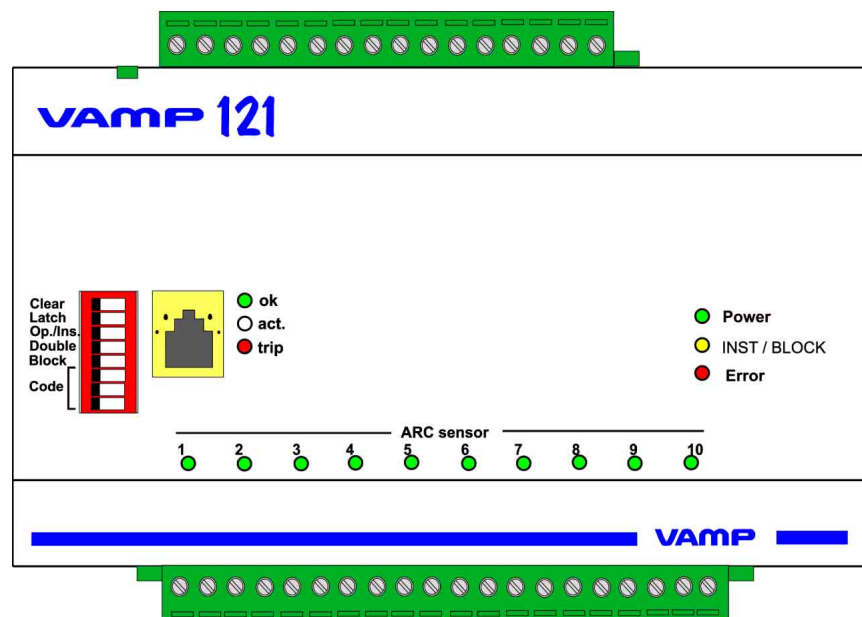 VAMP 121
Clear
Latch
Op./Ins.
Double
Block
Code
ok
act.
trip
Power
INST / BLOCK
Error
ARC sensor
1 2 3 4 5 6 7 8 9 10
VAMP